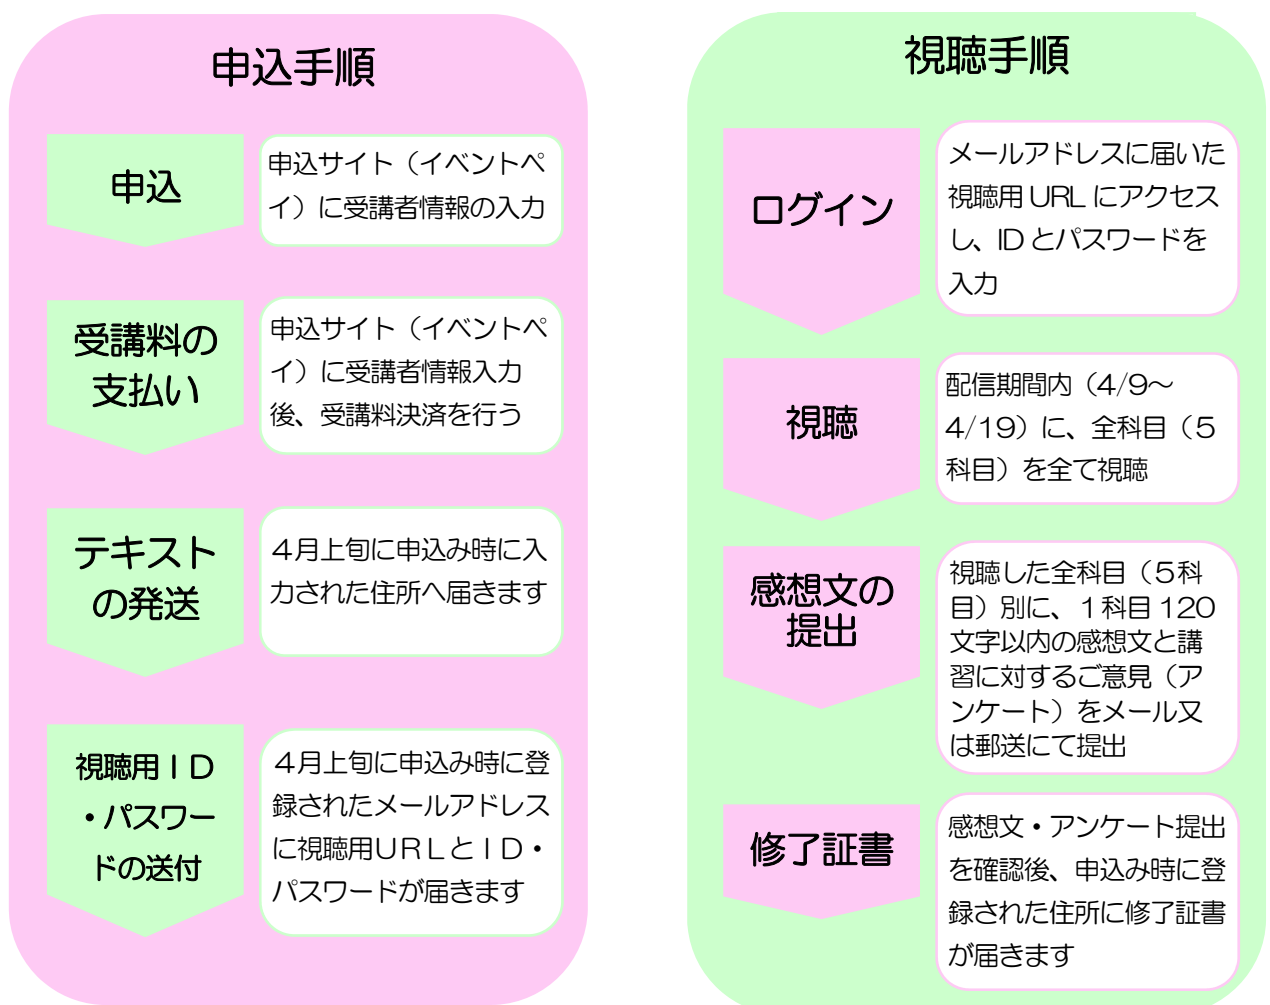 申込手順
申込
申込サイト（イベントペ
イ）に受講者情報の入力
受講料の
支払い
申込サイト（イベントペ
イ）に受講者情報入力
後、受講料決済を行う
テキスト
の発送
４月上旬に申込み時に入
力された住所へ届きます
視聴用ＩＤ
・パスワー
ドの送付
４月上旬に申込み時に登
録されたメールアドレス
に視聴用ＵＲＬとＩＤ・
パスワードが届きます
視聴手順
ログイン
メールアドレスに届いた
視聴用 URL にアクセス
し、ID とパスワードを
入力
視聴
配信期間内（4/9～
4/19）に、全科目（5
科目）を全て視聴
感想文の
提出
視聴した全科目（５科
目）別に、１科目 120
文字以内の感想文と講
習に対するご意見（ア
ンケート）をメール又
は郵送にて提出
修了証書
感想文・アンケート提出
を確認後、申込み時に登
録された住所に修了証書
が届きます